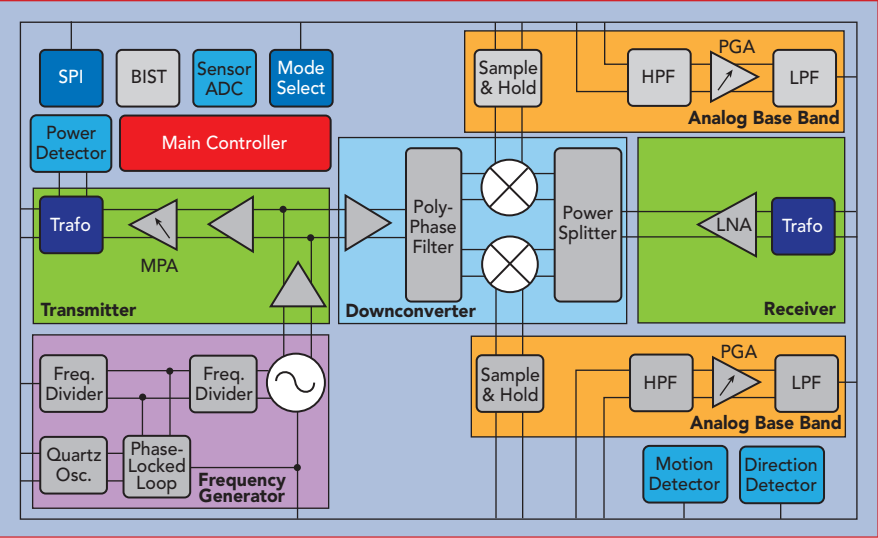 SPI
BIST
Sensor
ADC
Mode
Select
Power
Detector
Main Controller
Sample
& Hold
HPF
PGA
LPF
Analog Base Band
Trafo
MPA
Transmitter
Poly-
Phase
Filter
Power
Splitter
Downconverter
LNA
Trafo
Receiver
Freq.
Divider
Freq.
Divider
Quartz
Osc.
Phase-
Locked
Loop
Frequency
Generator
Sample
& Hold
HPF
PGA
LPF
Analog Base Band
Motion
Detector
Direction
Detector